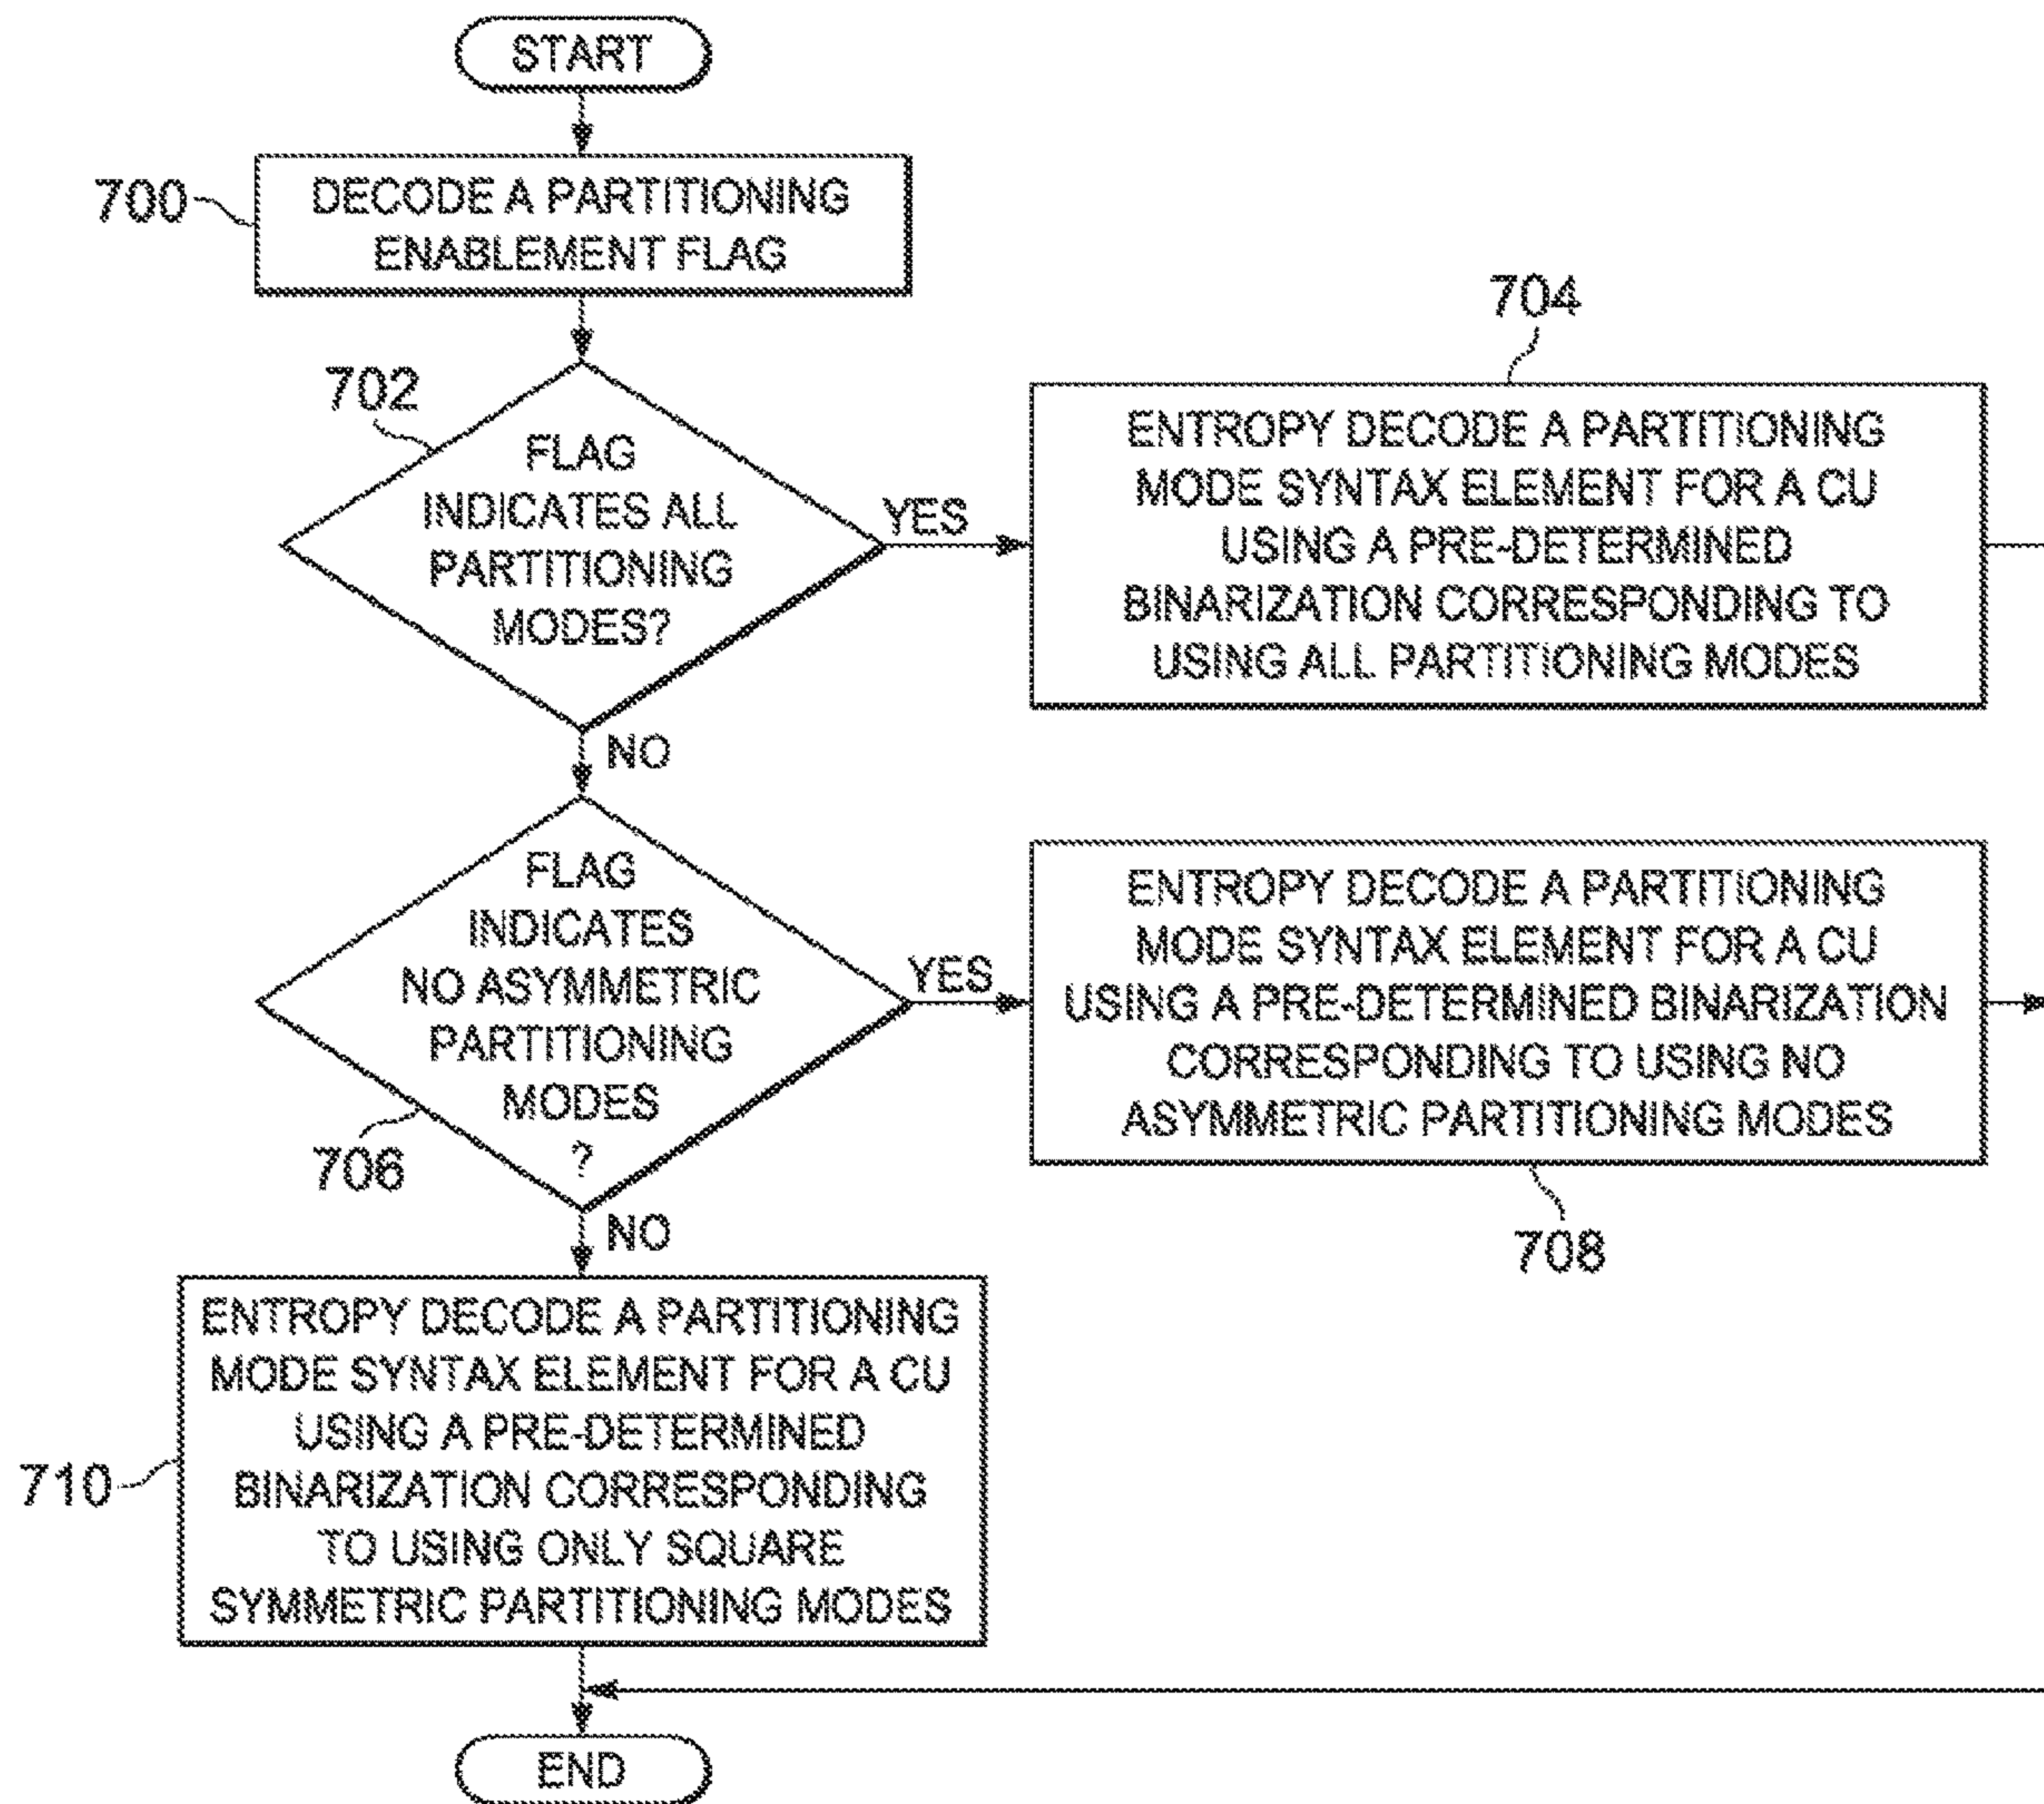 START
700
DECODE A PARTITIONING
ENABLEMENT FLAG
702
FLAG
INDICATES ALL
PARTITIONING
MODES?
YES
704
ENTROPY DECODE A PARTITIONING
MODE SYNTAX ELEMENT FOR A CU
USING A PRE-DETERMINED
BINARIZATION CORRESPONDING TO
USING ALL PARTITIONING MODES
NO
FLAG
INDICATES
NO ASYMMETRIC
PARTITIONING
MODES
?
706
YES
ENTROPY DECODE A PARTITIONING
MODE SYNTAX ELEMENT FOR A CU
USING A PRE-DETERMINED BINARIZATION
CORRESPONDING TO USING NO
ASYMMETRIC PARTITIONING MODES
708
NO
710
ENTROPY DECODE A PARTITIONING
MODE SYNTAX ELEMENT FOR A CU
USING A PRE-DETERMINED
BINARIZATION CORRESPONDING
TO USING ONLY SQUARE
SYMMETRIC PARTITIONING MODES
END